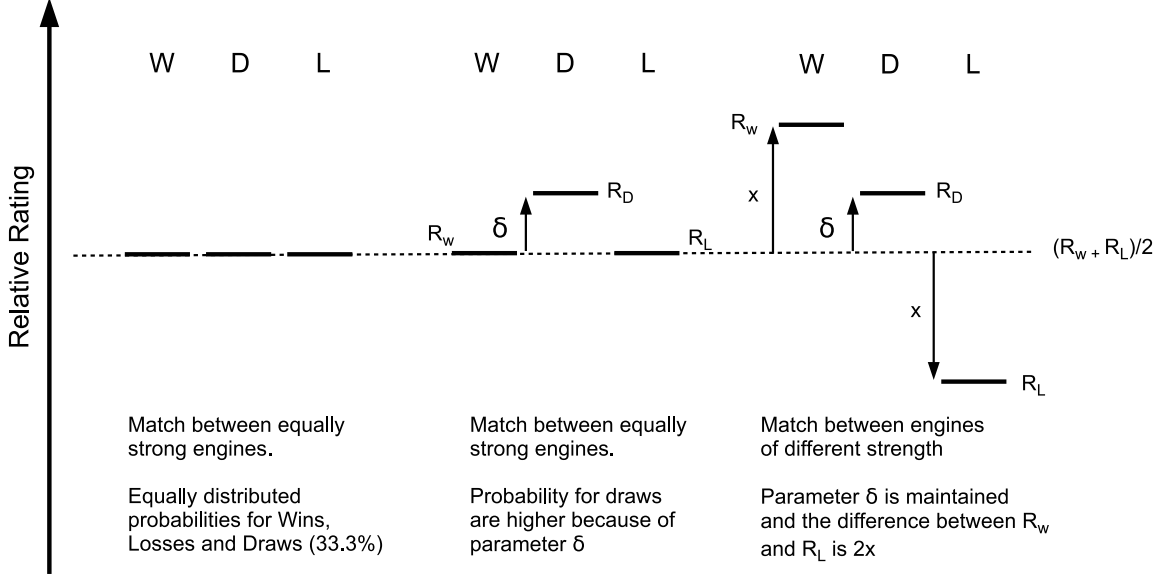 Relative Rating
W D L
W D L
W D L
R_w
δ
R_D
R_L
R_w
x
δ
R_D
x
R_L
(R_w + R_L)/2
Match between equally
strong engines.
Equally distributed
probabilities for Wins,
Losses and Draws (33.3%)
Match between equally
strong engines.
Probability for draws
are higher because of
parameter δ
Match between engines
of different strength
Parameter δ is maintained
and the difference between R_w
and R_L is 2x